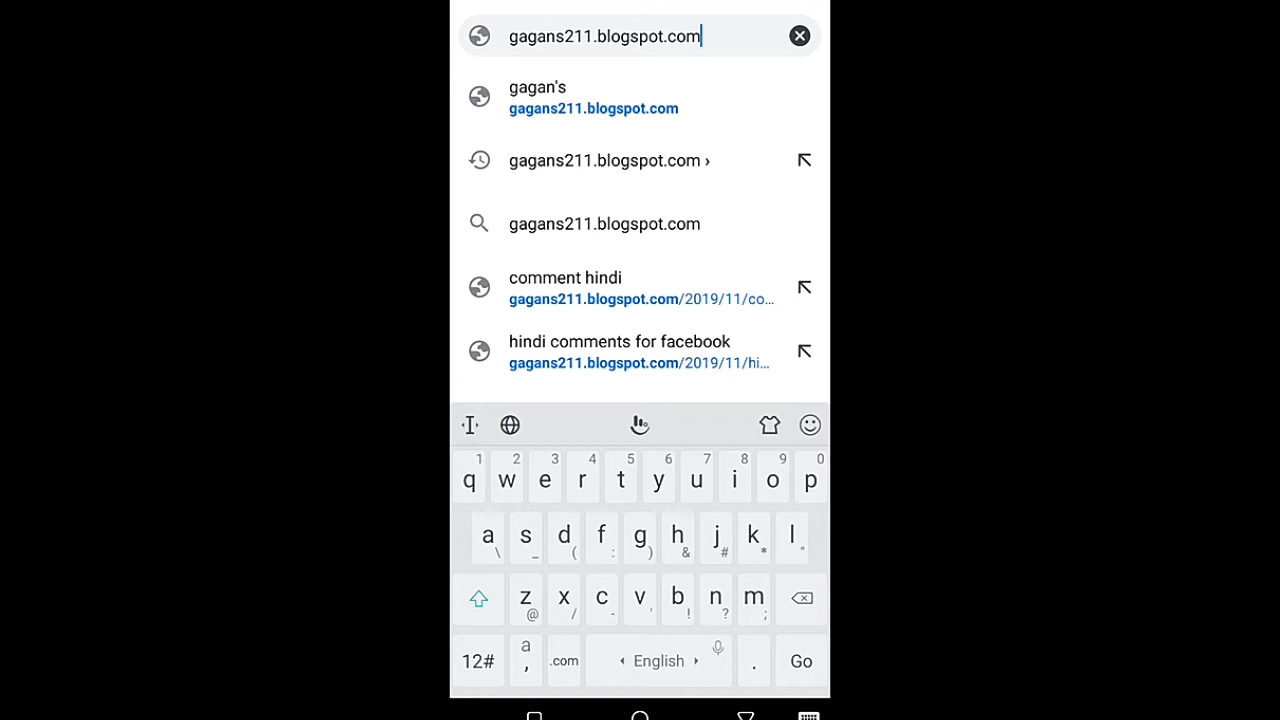 gagans211.blogspot.com
gagan's
gagans211.blogspot.com
gagans211.blogspot.com ›
gagans211.blogspot.com
comment hindi
gagans211.blogspot.com/2019/11/co...
hindi comments for facebook
gagans211.blogspot.com/2019/11/hi...
1 2 3 4 5 6 7 8 9 0
q w e r t y u i o p
a s d f g h j k l
\ _ ( : ) & # * °
z x c v b n m
@ / - ' ! ? ;
12# a , .com English . Go